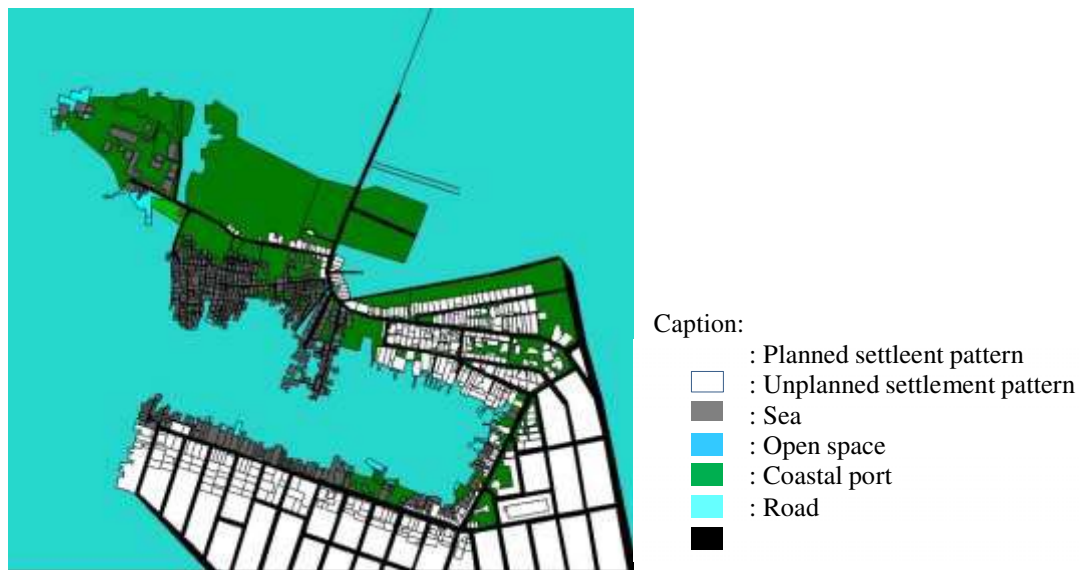 Caption:
: Planned settleent pattern
: Unplanned settlement pattern
: Sea
: Open space
: Coastal port
: Road